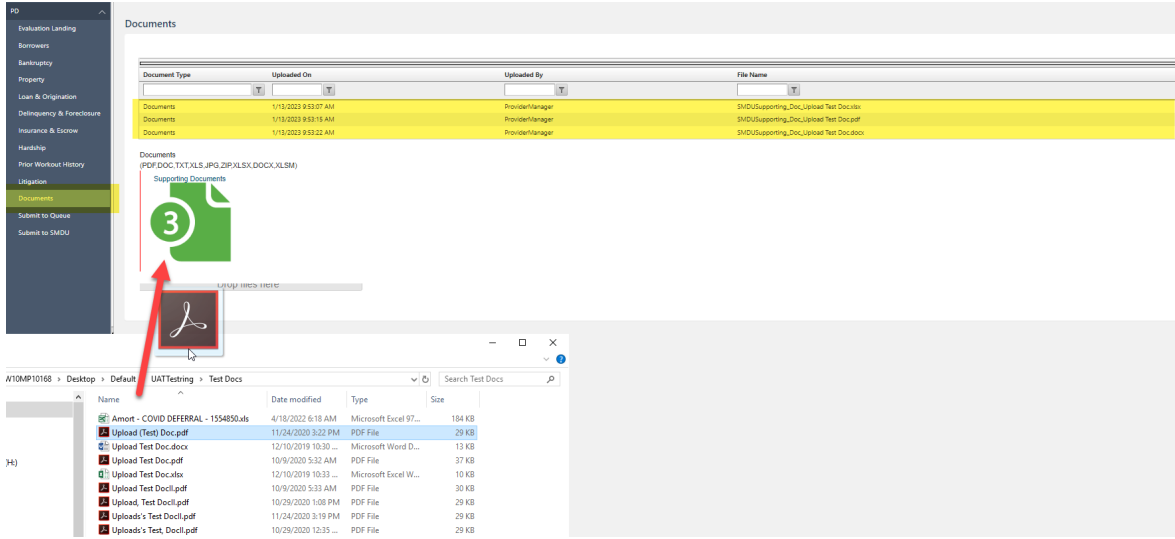 PD
Evaluation Landing
Borrowers
Bankruptcy
Property
Loan & Origination
Delinquency & Foreclosure
Insurance & Escrow
Hardship
Prior Workout History
Litigation
Documents
Submit to Queue
Submit to SMDU
Documents
Document Type Uploaded On Uploaded By File Name
Documents 1/13/2023 9:53:07 AM ProviderManager SMDUSupporting_Doc_Upload Test Doc.xlsx
Documents 1/13/2023 9:53:15 AM ProviderManager SMDUSupporting_Doc_Upload Test Doc.pdf
Documents 1/13/2023 9:53:22 AM ProviderManager SMDUSupporting_Doc_Upload Test Doc.docx
Documents
(PDF,DOC,TXT,XLS,JPG,ZIP,XLSX,DOCX,XLSM)
Supporting Documents
3
Drop files here
W10MP10168 > Desktop > Default UATTestring > Test Docs Search Test Docs
Name Date modified Type Size
Amort - COVID DEFERRAL - 1554850.xls 4/18/2022 6:18 AM Microsoft Excel 97... 184 KB
Upload (Test) Doc.pdf 11/24/2020 3:22 PM PDF File 29 KB
Upload Test Doc.docx 12/10/2019 10:30 ... Microsoft Word D... 13 KB
Upload Test Doc.pdf 10/9/2020 5:32 AM PDF File 37 KB
(H:)
Upload Test Doc.xlsx 12/10/2019 10:33 ... Microsoft Excel W... 10 KB
Upload Test DocII.pdf 10/9/2020 5:33 AM PDF File 30 KB
Upload, Test DocII.pdf 10/29/2020 1:08 PM PDF File 29 KB
Uploads's Test DocII.pdf 11/24/2020 3:19 PM PDF File 29 KB
Uploads's Test, DocII.pdf 10/29/2020 12:35 ... PDF File 29 KB